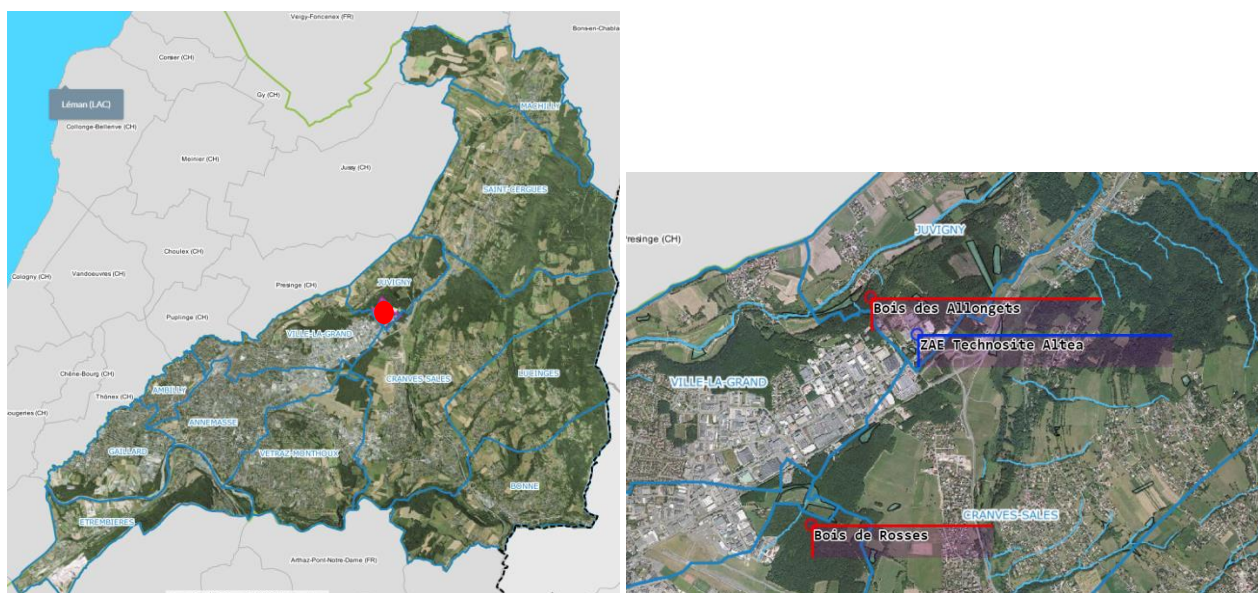 Veigy-Foncenex (FR)
Corsier (CH)
Gy (CH)
Léman (LAC)
MACHILLY
Collonge-Bellerive (CH)
Meinier (CH)
Jussy (CH)
SAINT-CERGUES
Choulex (CH)
Cologny (CH)
Vandoeuvres (CH)
Presinge (CH)
JUVIGNY
Puplinge (CH)
VILLE-LA-GRAND
Chêne-Bourg (CH)
CRANVES-SALES
LUCINGES
AMBILLY
Thônex (CH)
ANNEMASSE
GAILLARD
VETRAZ-MONTHOUX
BONNE
ETREMBIERES
Arthaz-Pont-Notre-Dame (FR)
Presinge (CH)
JUVIGNY
Bois des Allongets
ZAE Technosite Altea
VILLE-LA-GRAND
CRANVES-SALES
Bois de Rosses